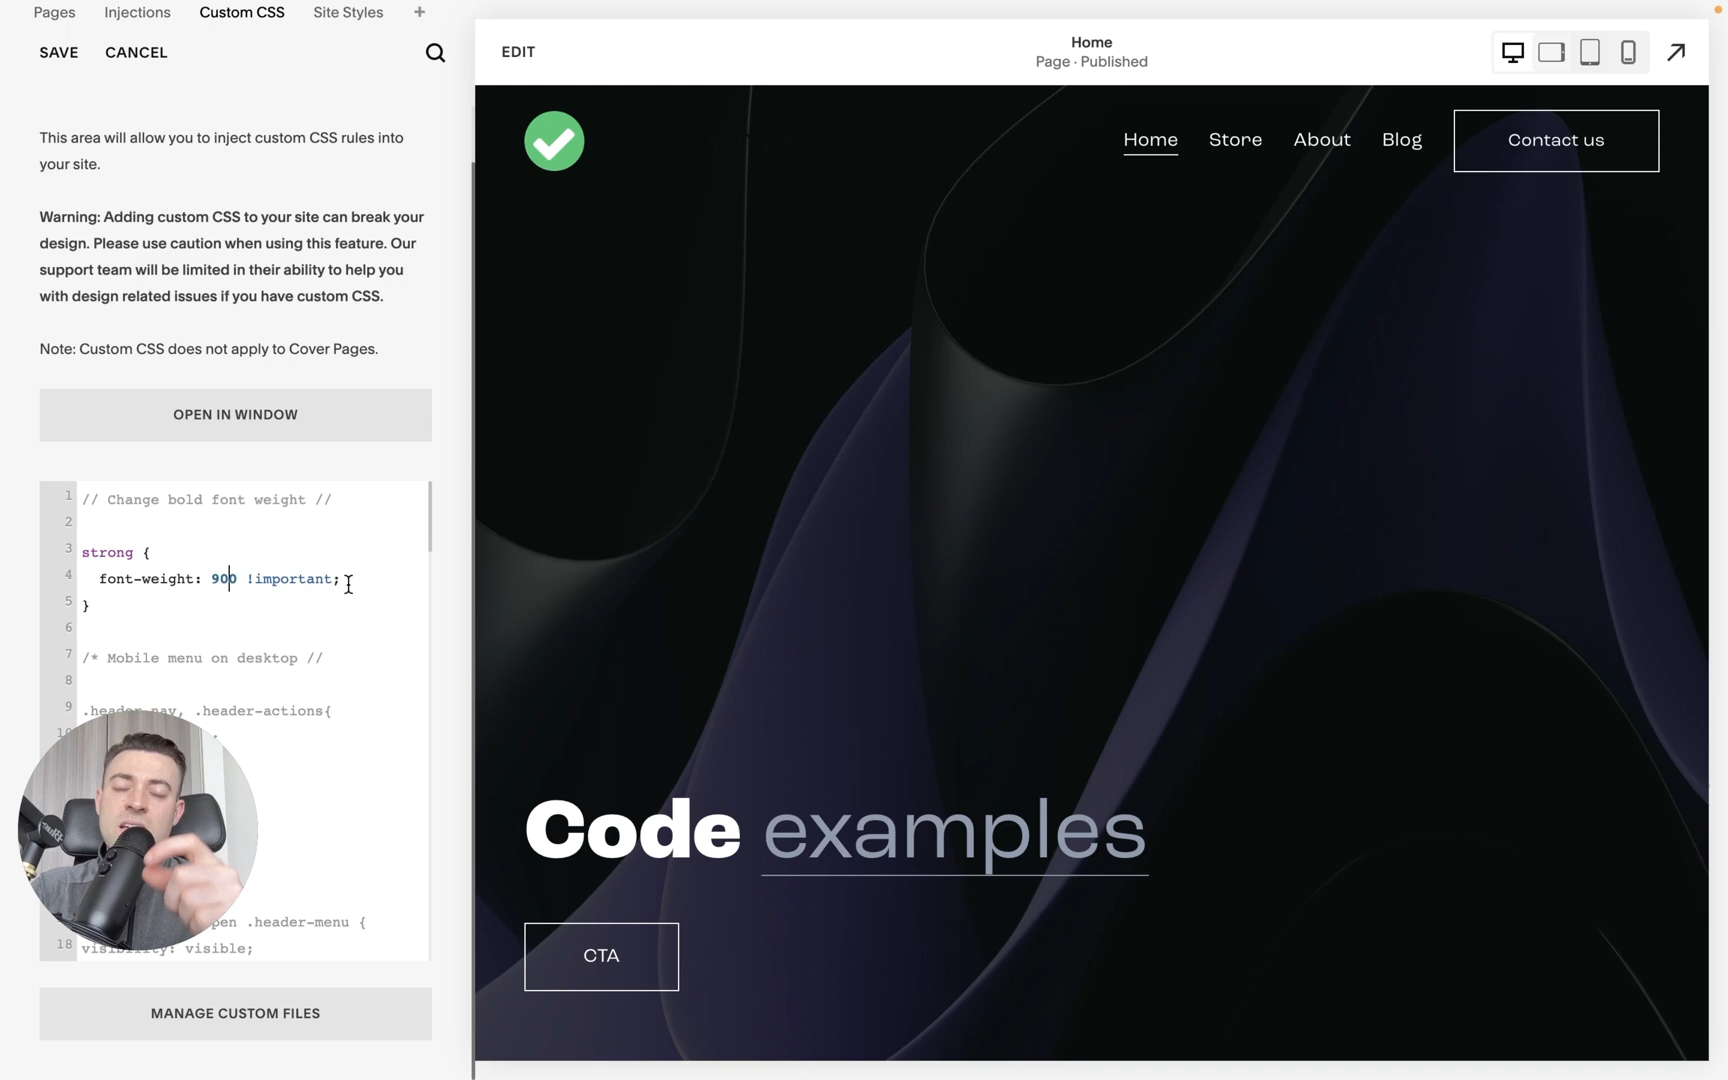 Pages Injections Custom CSS Site Styles +
SAVE CANCEL
EDIT
Home
Page · Published
This area will allow you to inject custom CSS rules into
your site.
Warning: Adding custom CSS to your site can break your
design. Please use caution when using this feature. Our
support team will be limited in their ability to help you
with design related issues if you have custom CSS.
Note: Custom CSS does not apply to Cover Pages.
OPEN IN WINDOW
1 // Change bold font weight //
2
3 strong {
4 font-weight: 900 !important;
5 }
6
7 /* Mobile menu on desktop //
8
9 .header-nav, .header-actions{
.header-menu {
18 visibility: visible;
MANAGE CUSTOM FILES
Home Store About Blog Contact us
Code examples
CTA